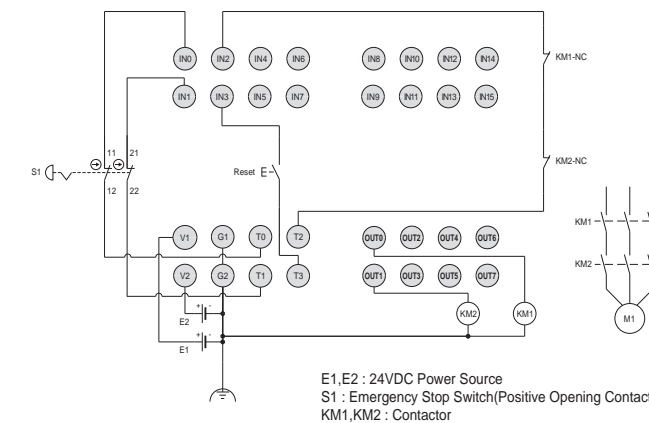 IN0 IN2 IN4 IN6 IN8 IN10 IN12 IN14
KM1-NC
IN1 IN3 IN5 IN7 IN9 IN11 IN13 IN15
11 21
KM2-NC
S1
Reset
12 22
KM1
V1 G1 T0 T2 OUT0 OUT2 OUT4 OUT6
KM2
V2 G2 T1 T3 OUT1 OUT3 OUT5 OUT7
+ -
E2
KM2 KM1
M1
+ -
E1
E1,E2 : 24VDC Power Source
S1 : Emergency Stop Switch(Positive Opening Contact
KM1,KM2 : Contactor